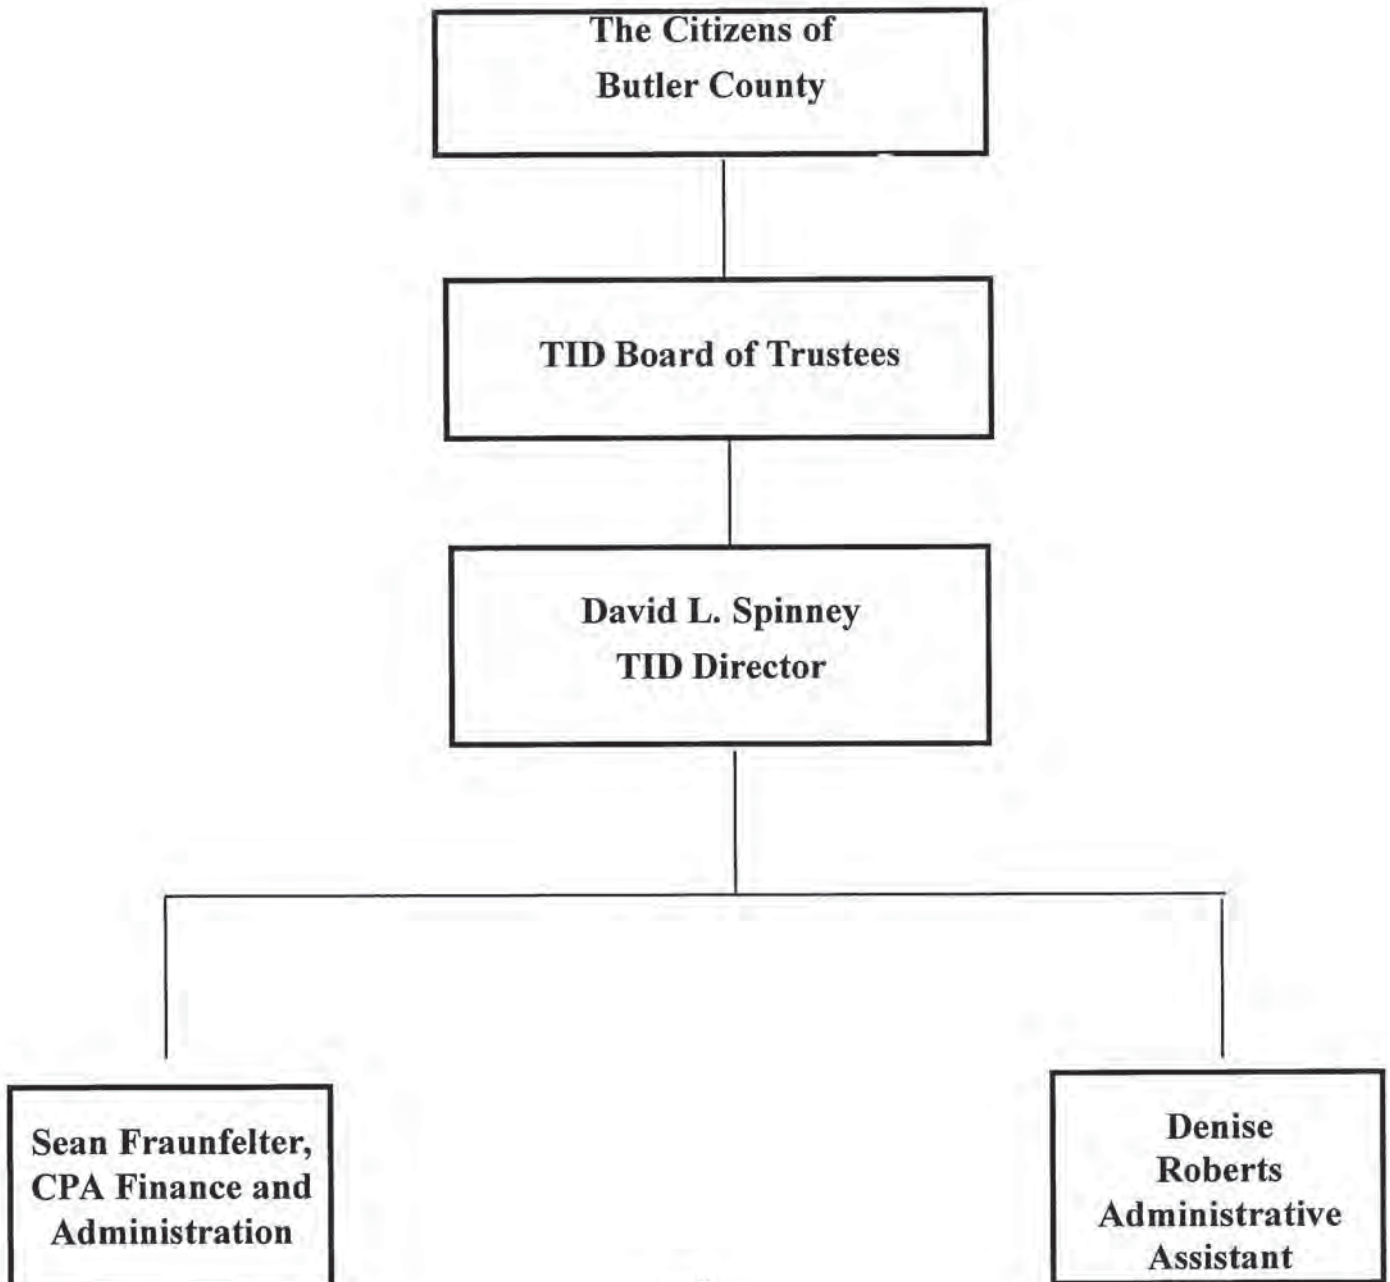 The Citizens of
Butler County
TID Board of Trustees
David L. Spinney
TID Director
Sean Fraunfelter,
CPA Finance and
Administration
Denise
Roberts
Administrative
Assistant